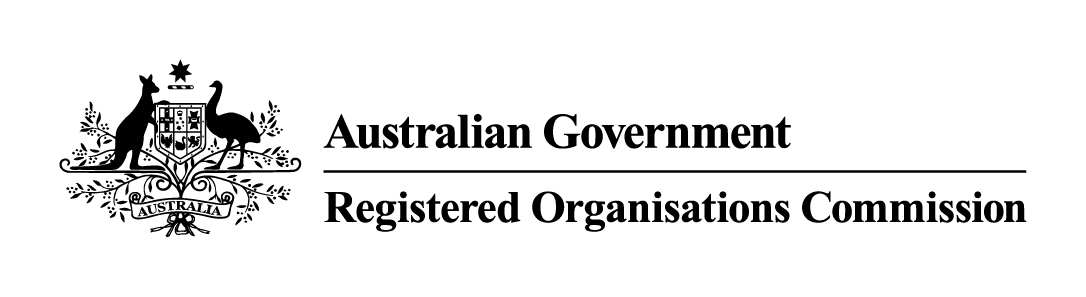 Australian Government
Registered Organisations Commission
AUSTRALIA